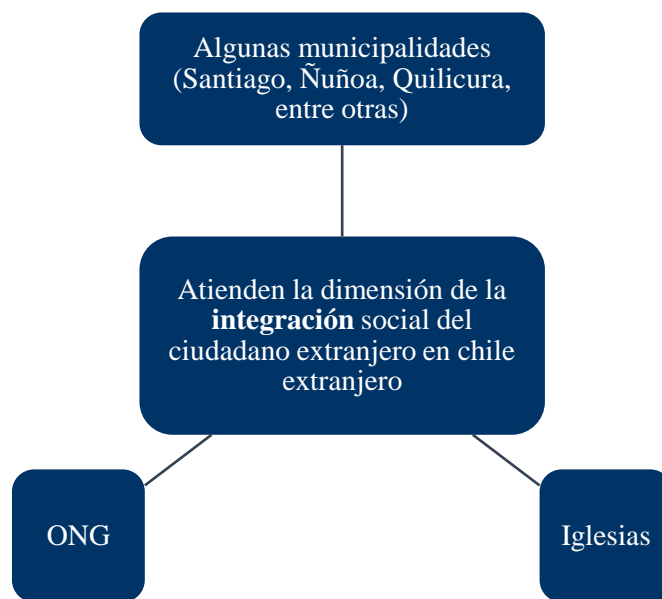 Algunas municipalidades
(Santiago, Ñuñoa, Quilicura,
entre otras)
Atienden la dimensión de la
integración social del
ciudadano extranjero en chile
extranjero
ONG
Iglesias